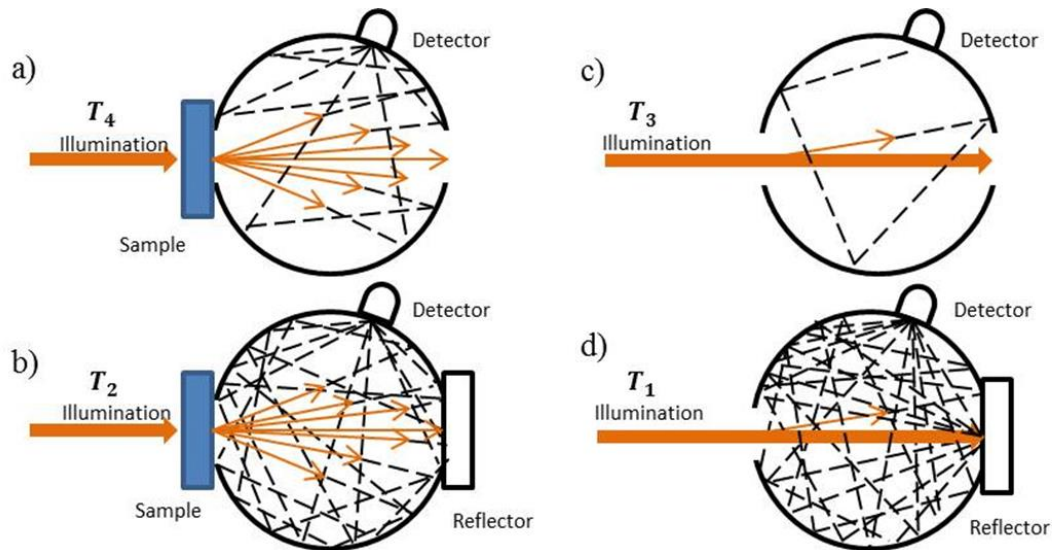 a)
T4
Illumination
Sample
Detector
c)
T3
Illumination
Detector
b)
T2
Illumination
Sample
Detector
Reflector
d)
T1
Illumination
Detector
Reflector